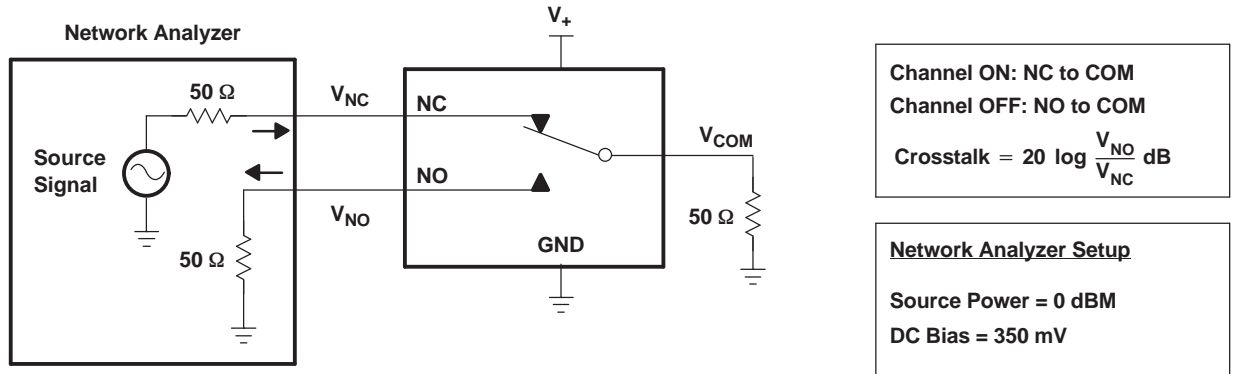 Network Analyzer
V+
50 Ω
VNC
NC
Source
Signal
VCOM
NO
VNO
50 Ω
50 Ω
GND
Channel ON: NC to COM
Channel OFF: NO to COM
Crosstalk = 20 log VNO/VNC dB
Network Analyzer Setup
Source Power = 0 dBM
DC Bias = 350 mV